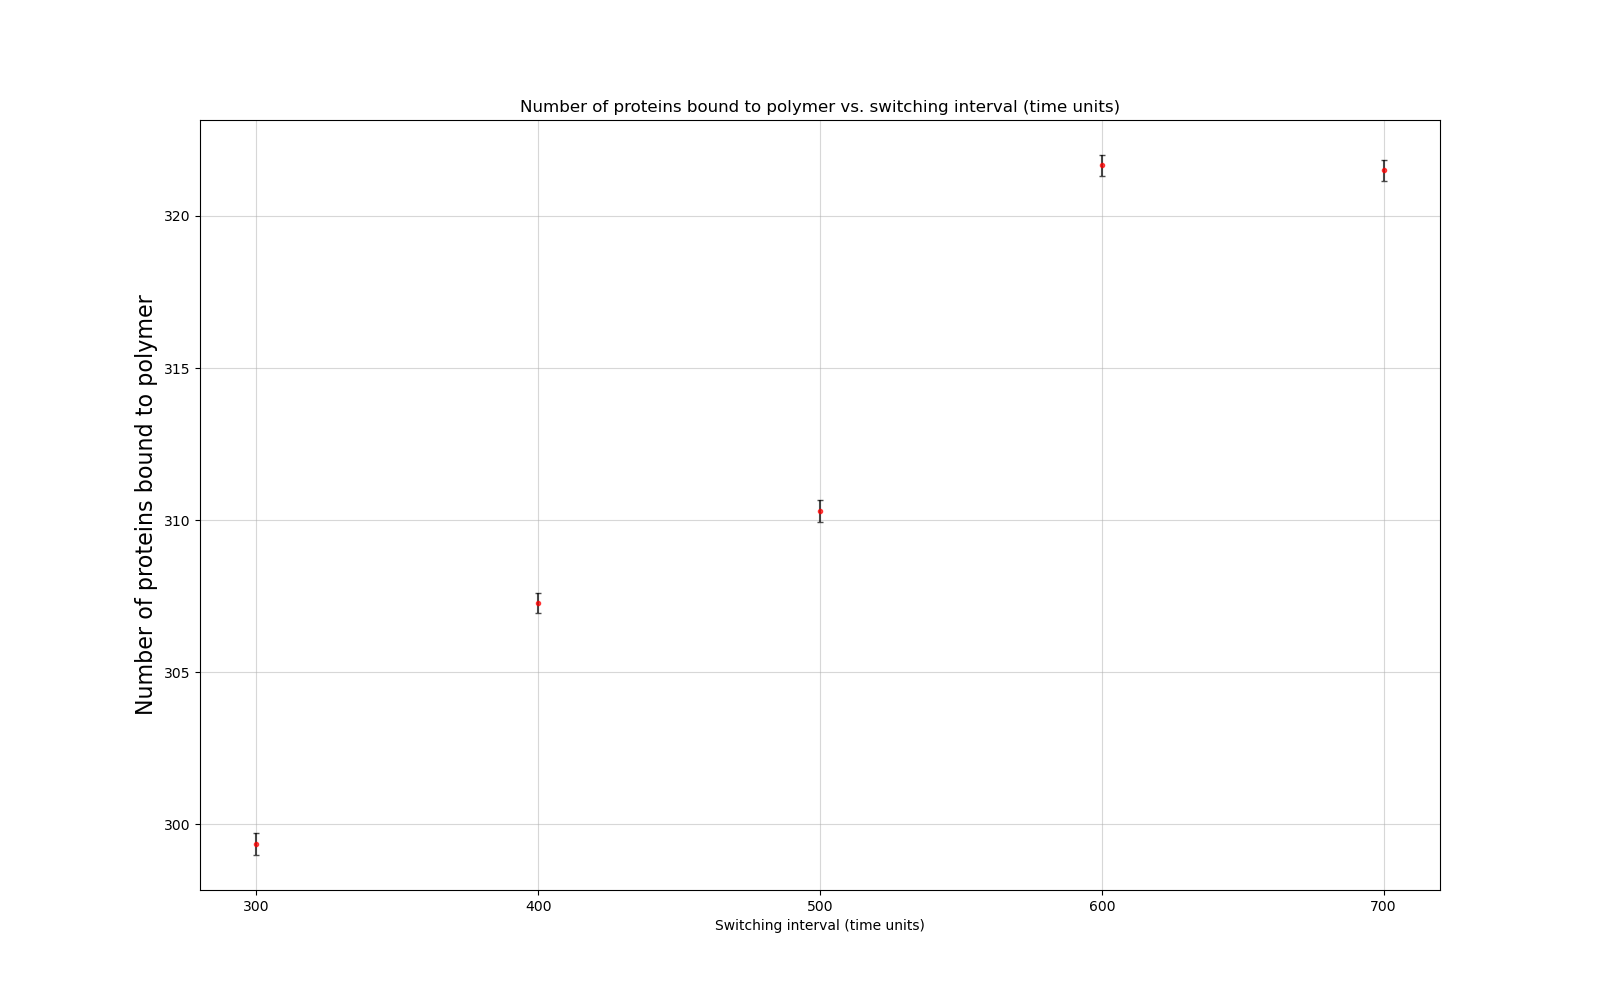 Number of proteins bound to polymer vs. switching interval (time units)
Number of proteins bound to polymer
320
315
310
305
300
300 400 500 600 700
Switching interval (time units)